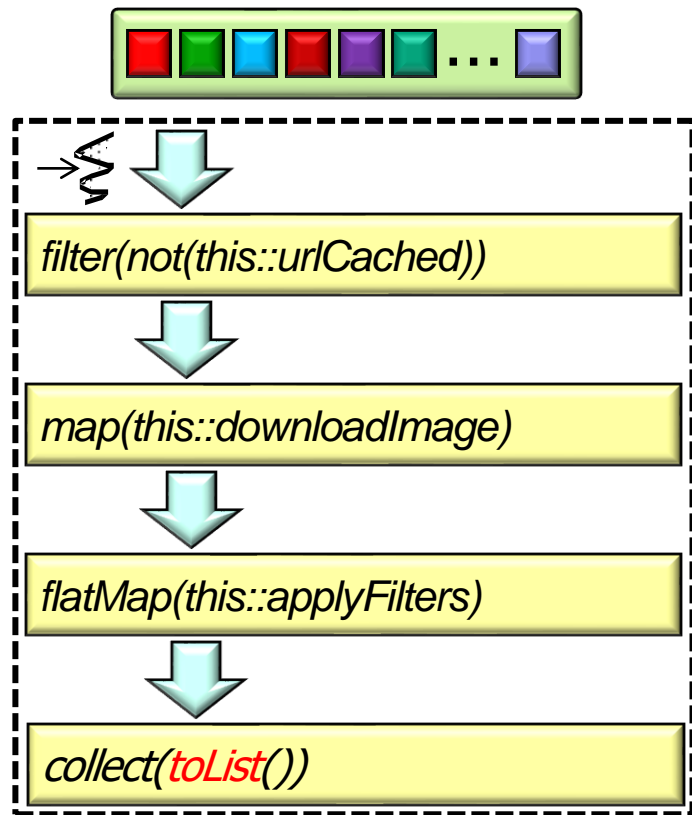 ...
filter(not(this::urlCached))
map(this::downloadImage)
flatMap(this::applyFilters)
collect(toList())